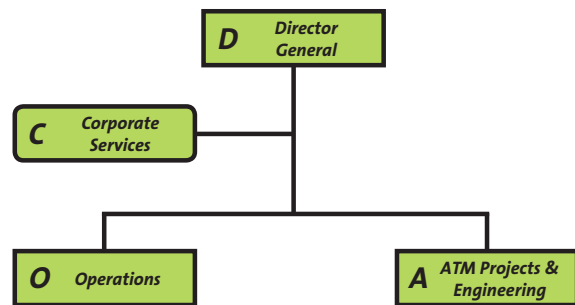 D Director
General
C Corporate
Services
O Operations
A ATM Projects &
Engineering